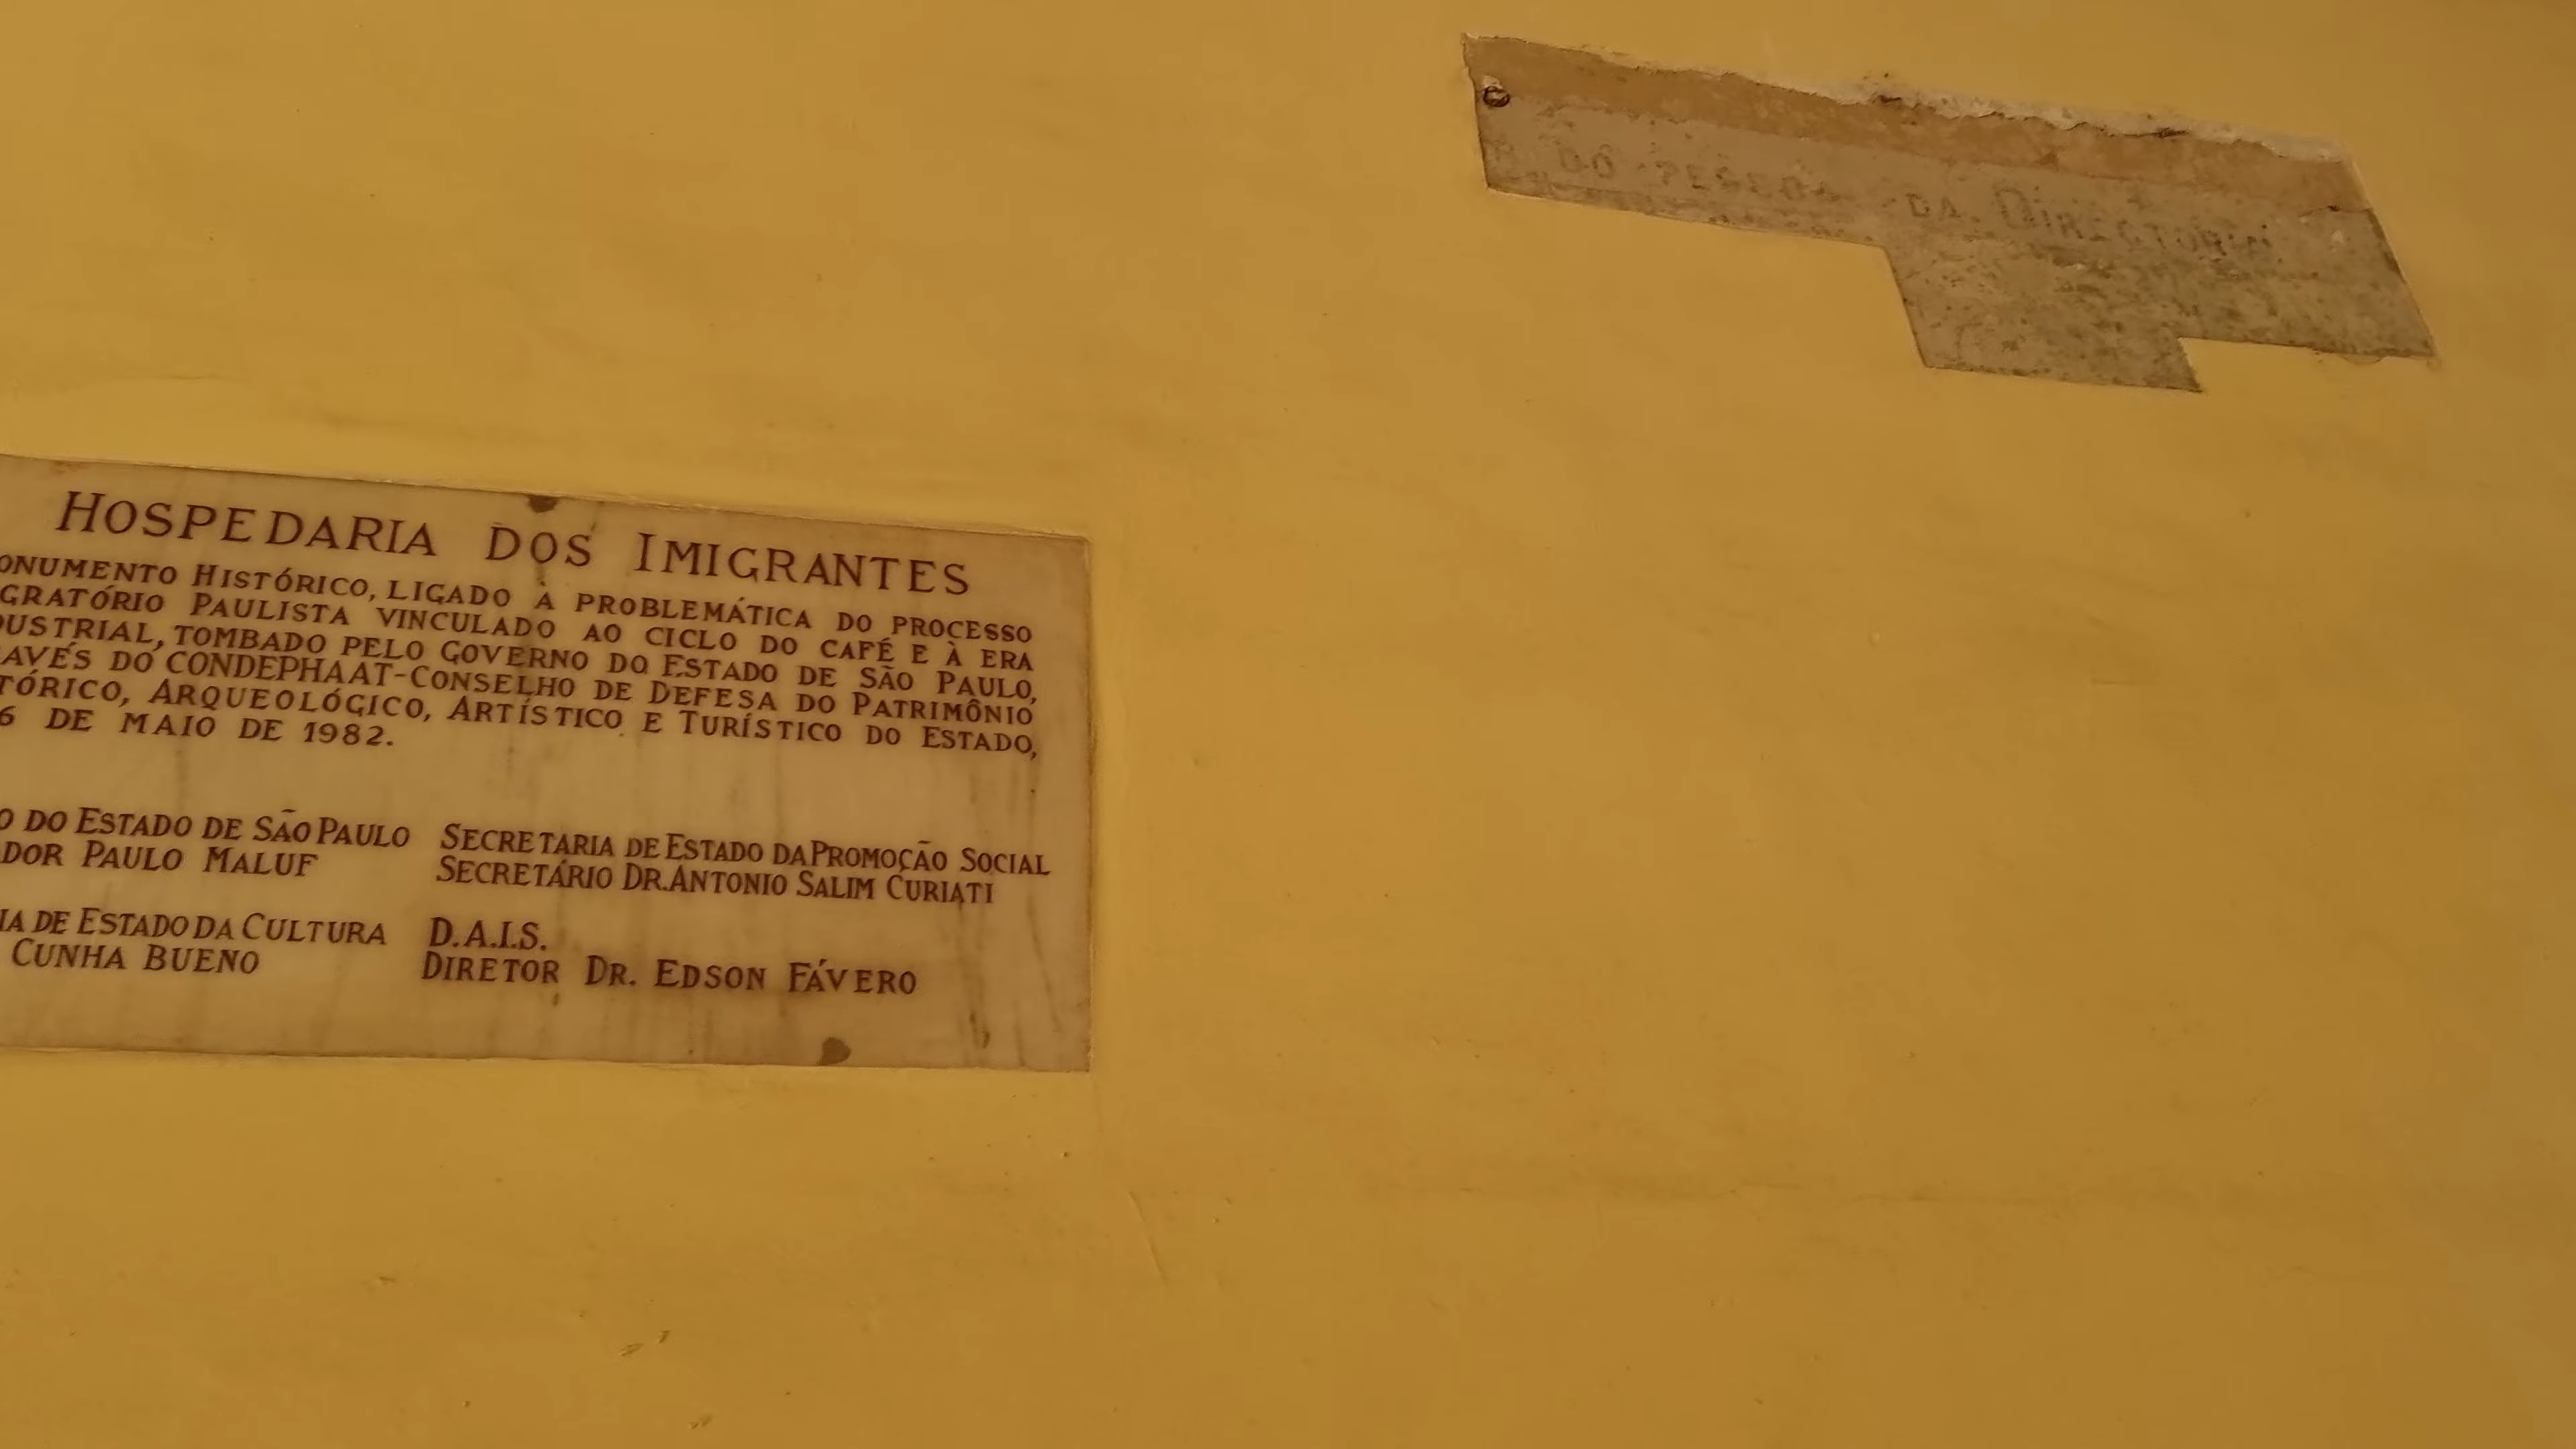 DO PESSOAL DA DIRECTORIA
HOSPEDARIA DOS IMIGRANTES
ONUMENTO HISTÓRICO, LIGADO À PROBLEMÁTICA DO PROCESSO
GRATÓRIO PAULISTA VINCULADO AO CICLO DO CAFÉ E À ERA
DUSTRIAL, TOMBADO PELO GOVERNO DO ESTADO DE SÃO PAULO,
AVÉS DO CONDEPHAAT-CONSELHO DE DEFESA DO PATRIMÔNIO
TÓRICO, ARQUEOLÓGICO, ARTÍSTICO E TURÍSTICO DO ESTADO,
6 DE MAIO DE 1982.
O DO ESTADO DE SÃO PAULO
DOR PAULO MALUF
SECRETARIA DE ESTADO DA PROMOÇÃO SOCIAL
SECRETÁRIO DR. ANTONIO SALIM CURIATI
IA DE ESTADO DA CULTURA
CUNHA BUENO
D.A.I.S.
DIRETOR DR. EDSON FÁVERO